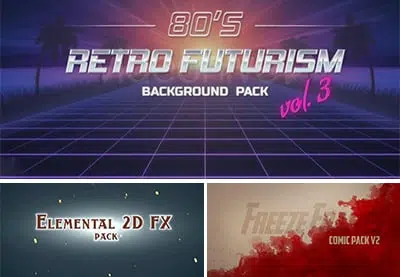 80'S
RETRO FUTURISM
BACKGROUND PACK
vol. 3
ELEMENTAL 2D FX
PACK
COMIC PACK V2